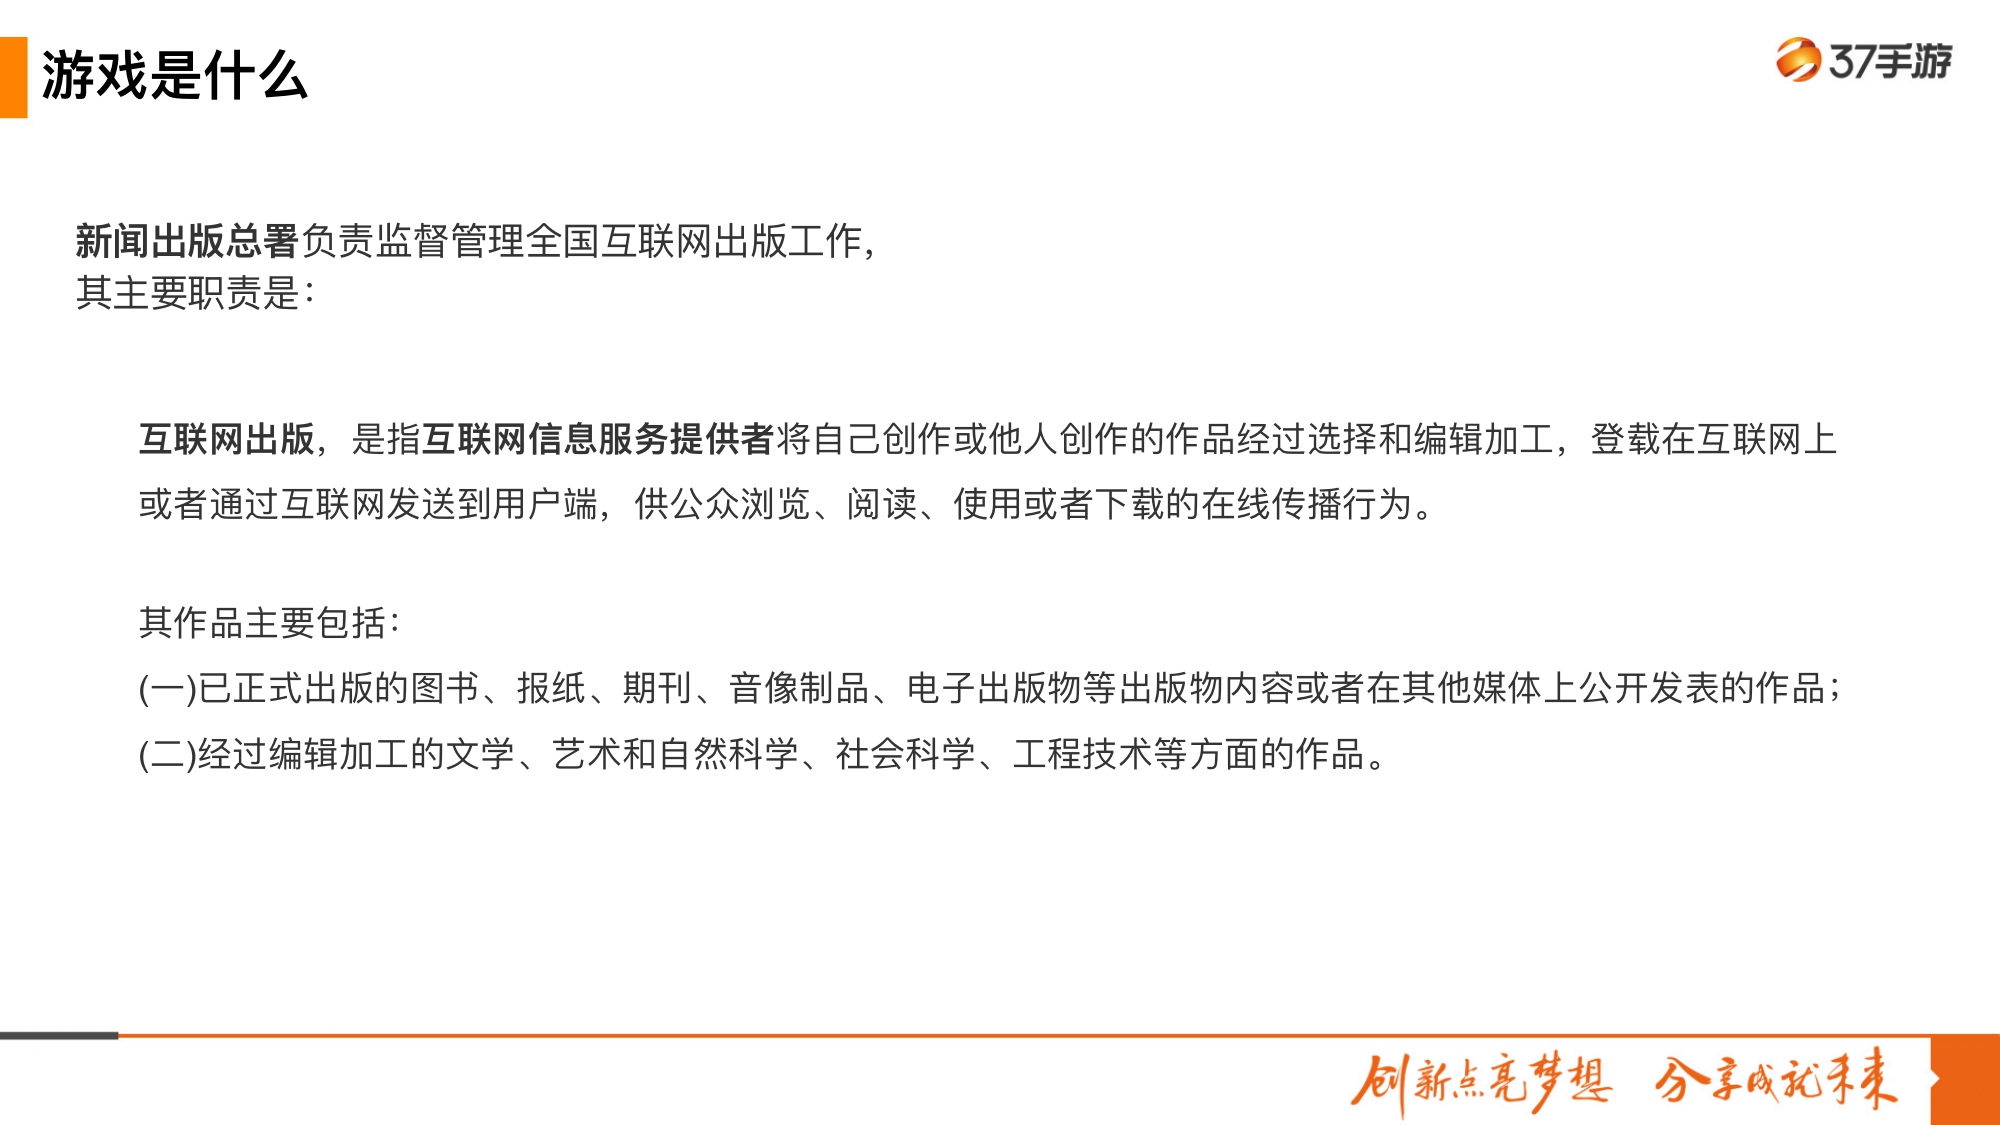 游戏是什么
37手游
新闻出版总署负责监督管理全国互联网出版工作，
其主要职责是：
互联网出版，是指互联网信息服务提供者将自己创作或他人创作的作品经过选择和编辑加工，登载在互联网上
或者通过互联网发送到用户端，供公众浏览、阅读、使用或者下载的在线传播行为。
其作品主要包括：
(一)已正式出版的图书、报纸、期刊、音像制品、电子出版物等出版物内容或者在其他媒体上公开发表的作品；
(二)经过编辑加工的文学、艺术和自然科学、社会科学、工程技术等方面的作品。
创新点亮梦想 分享成就未来